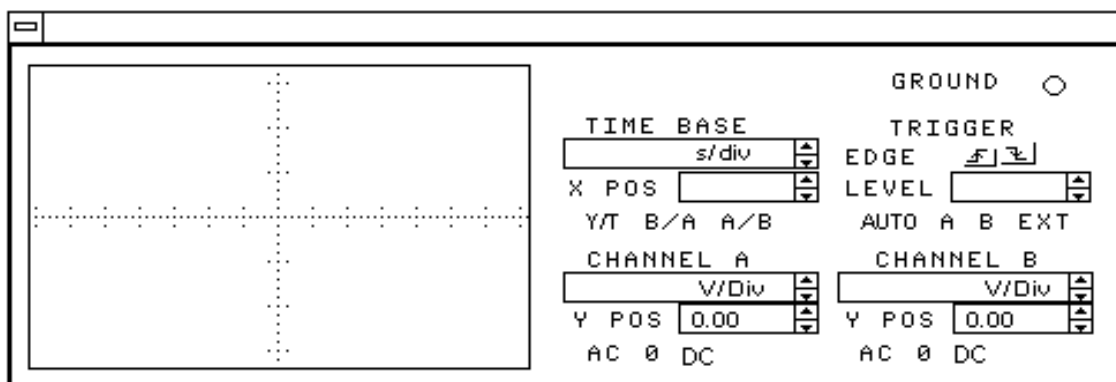 GROUND
TIME BASE
TRIGGER
s/div
EDGE
X POS
LEVEL
Y/T B/A A/B
AUTO A B EXT
CHANNEL A
CHANNEL B
V/Div
V/Div
Y POS 0.00
Y POS 0.00
AC 0 DC
AC 0 DC